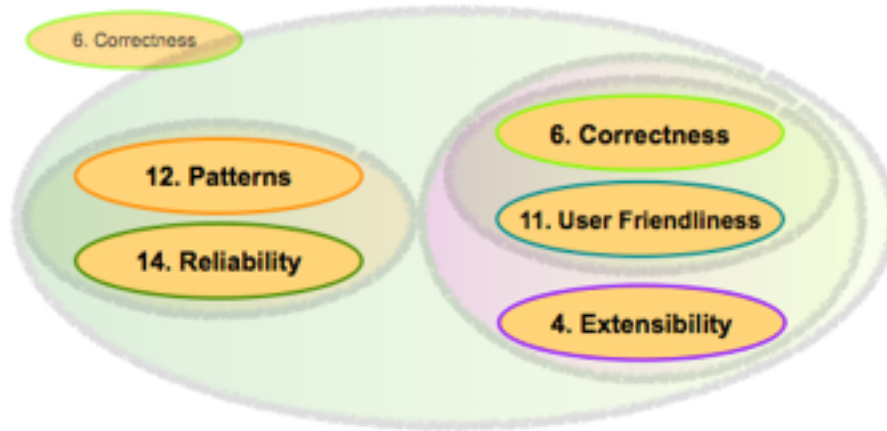 6. Correctness
12. Patterns
14. Reliability
6. Correctness
11. User Friendliness
4. Extensibility